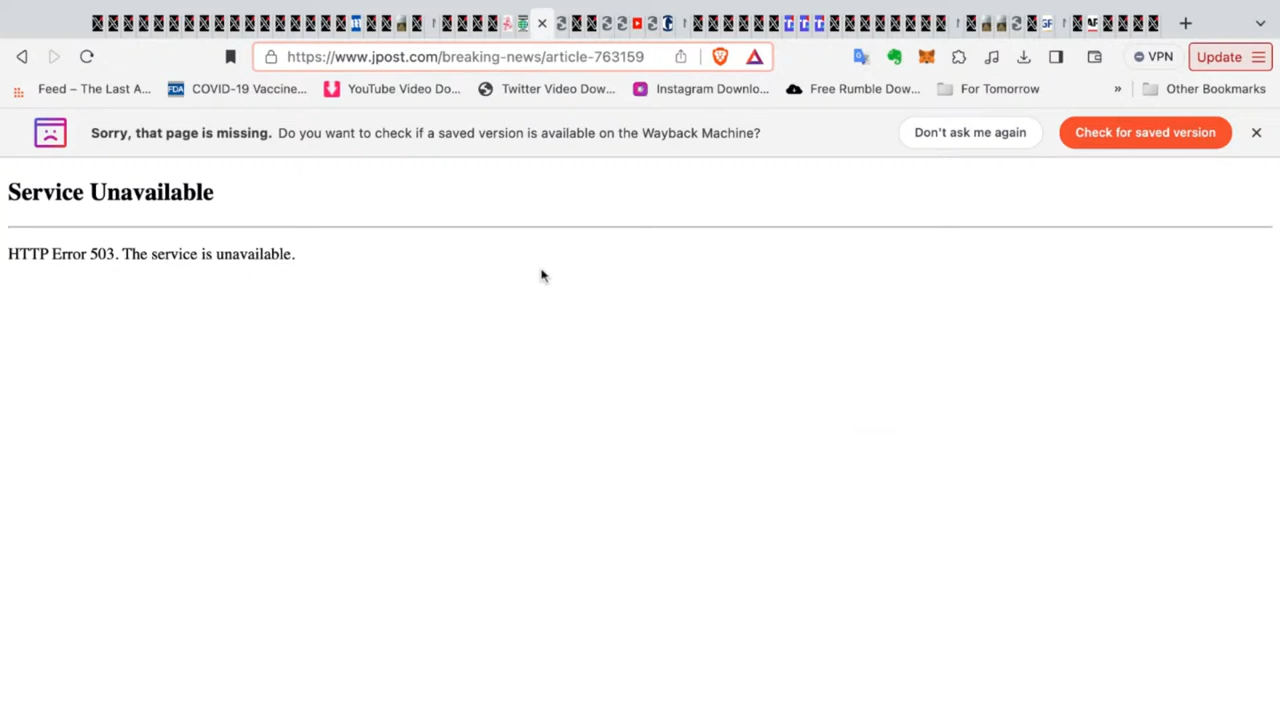 https://www.jpost.com/breaking-news/article-763159
VPN
Update
Feed – The Last A...
FDA
COVID-19 Vaccine...
YouTube Video Do...
Twitter Video Dow...
Instagram Downlo...
Free Rumble Dow...
For Tomorrow
»
Other Bookmarks
Sorry, that page is missing. Do you want to check if a saved version is available on the Wayback Machine?
Don't ask me again
Check for saved version
Service Unavailable
HTTP Error 503. The service is unavailable.